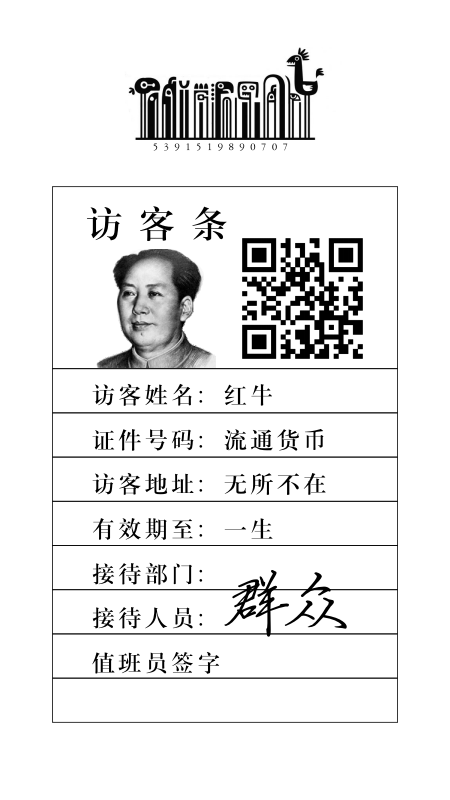 5391519890707
访客条
访客姓名：红牛
证件号码：流通货币
访客地址：无所不在
有效期至：一生
接待部门：
接待人员：群众
值班员签字